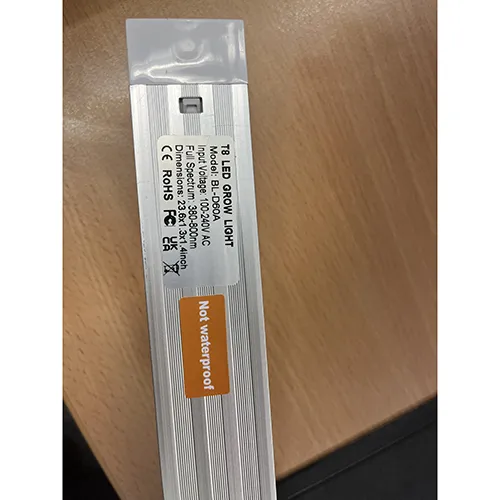 T8 LED GROW LIGHT
Model: BL-D60A
Input Voltage: 100-240V AC
Full Spectrum: 380-800nm
Dimensions: 23.6x1.3x1.4inch
CE RoHS FC UK CA
Not waterproof